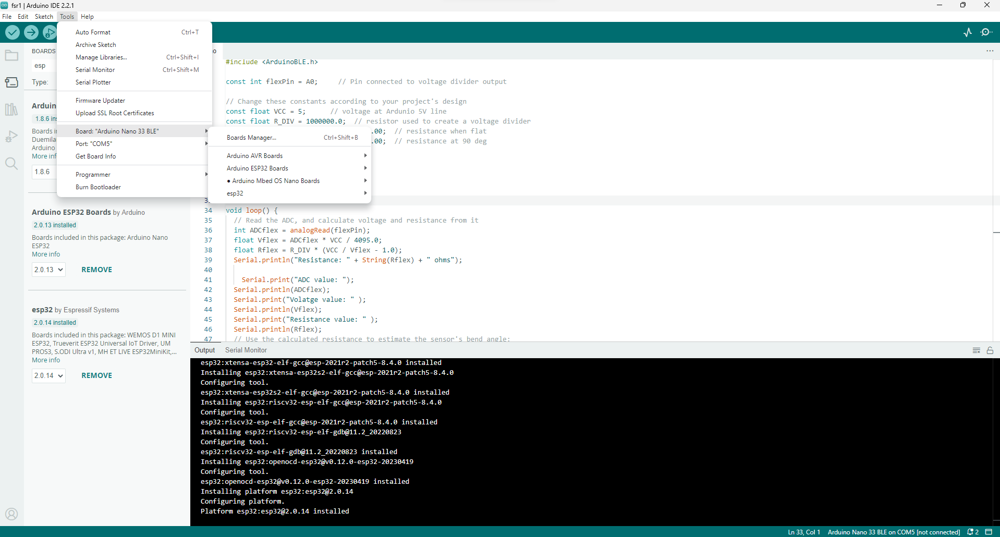 fsr1 | Arduino IDE 2.2.1
File Edit Sketch Tools Help
Auto Format Ctrl+T
Archive Sketch
Manage Libraries... Ctrl+Shift+I
Serial Monitor Ctrl+Shift+M
Serial Plotter
Firmware Updater
Upload SSL Root Certificates
Board: "Arduino Nano 33 BLE"
Port: "COM5"
Get Board Info
Programmer
Burn Bootloader
Boards Manager... Ctrl+Shift+B
Arduino AVR Boards
Arduino ESP32 Boards
● Arduino Mbed OS Nano Boards
esp32
BOARDS
esp
Type:
Arduin
1.8.6 ins
Boards i
Duemila
Arduino
More inf
1.8.6
Arduino ESP32 Boards by Arduino
2.0.13 installed
Boards included in this package: Arduino Nano
ESP32
More info
2.0.13 REMOVE
esp32 by Espressif Systems
2.0.14 installed
Boards included in this package: WEMOS D1 MINI
ESP32, Trueverit ESP32 Universal IoT Driver, UM
PROS3, S.ODI Ultra v1, MH ET LIVE ESP32MiniKit,...
More info
2.0.14 REMOVE
o
#include <ArduinoBLE.h>
const int flexPin = A0; // Pin connected to voltage divider output
// Change these constants according to your project's design
const float VCC = 5; // voltage at Ardunio 5V line
const float R_DIV = 1000000.0; // resistor used to create a voltage divider
.00; // resistance when flat
.00; // resistance at 90 deg
34 void loop() {
35 // Read the ADC, and calculate voltage and resistance from it
36 int ADCflex = analogRead(flexPin);
37 float Vflex = ADCflex * VCC / 4095.0;
38 float Rflex = R_DIV * (VCC / Vflex - 1.0);
39 Serial.println("Resistance: " + String(Rflex) + " ohms");
40
41 Serial.print("ADC value: ");
42 Serial.println(ADCflex);
43 Serial.print("Volatge value: " );
44 Serial.println(Vflex);
45 Serial.print("Resistance value: " );
46 Serial.println(Rflex);
47 // Use the calculated resistance to estimate the sensor's bend angle:
Output Serial Monitor
esp32:xtensa-esp32-elf-gcc@esp-2021r2-patch5-8.4.0 installed
Installing esp32:xtensa-esp32s2-elf-gcc@esp-2021r2-patch5-8.4.0
Configuring tool.
esp32:xtensa-esp32s2-elf-gcc@esp-2021r2-patch5-8.4.0 installed
Installing esp32:riscv32-esp-elf-gcc@esp-2021r2-patch5-8.4.0
Configuring tool.
esp32:riscv32-esp-elf-gcc@esp-2021r2-patch5-8.4.0 installed
Installing esp32:riscv32-esp-elf-gdb@11.2_20220823
Configuring tool.
esp32:riscv32-esp-elf-gdb@11.2_20220823 installed
Installing esp32:openocd-esp32@v0.12.0-esp32-20230419
Configuring tool.
esp32:openocd-esp32@v0.12.0-esp32-20230419 installed
Installing platform esp32:esp32@2.0.14
Configuring platform.
Platform esp32:esp32@2.0.14 installed
Ln 33, Col 1 Arduino Nano 33 BLE on COM5 [not connected] 2